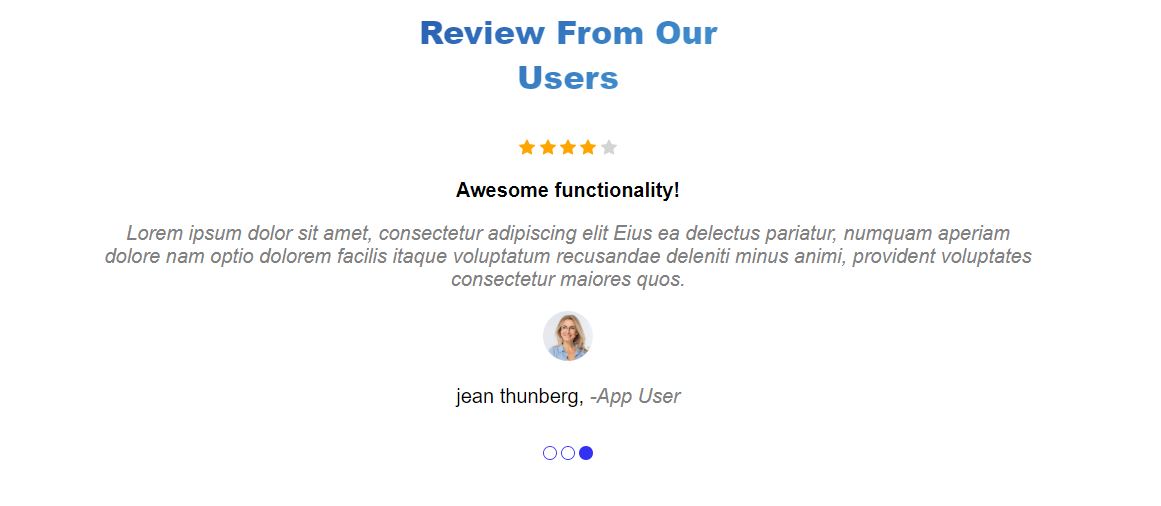 Review From Our
Users
Awesome functionality!
Lorem ipsum dolor sit amet, consectetur adipiscing elit Eius ea delectus pariatur, numquam aperiam
dolore nam optio dolorem facilis itaque voluptatum recusandae deleniti minus animi, provident voluptates
consectetur maiores quos.
jean thunberg, -App User